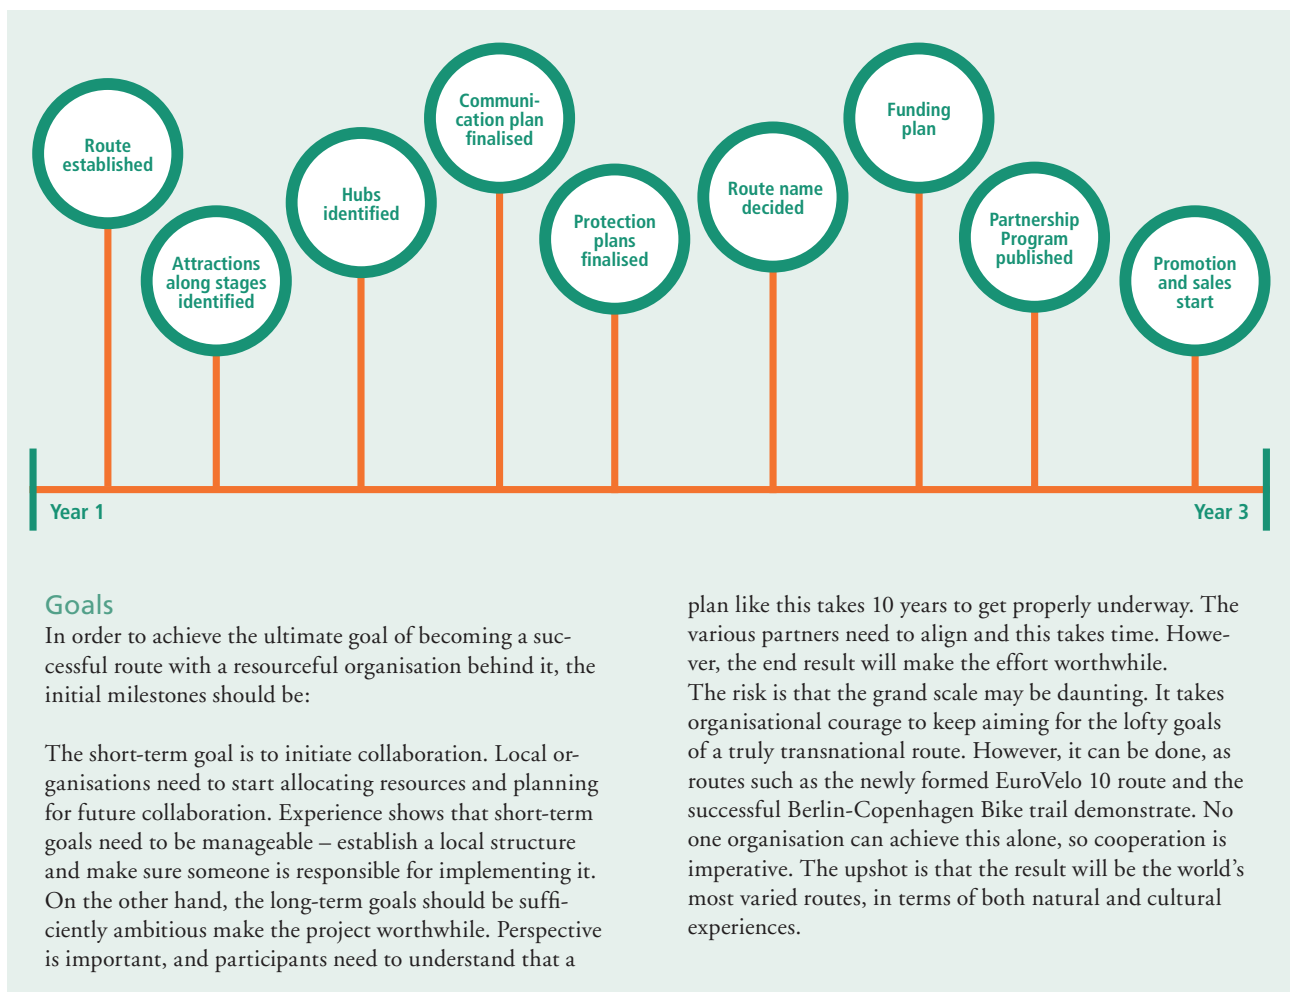 Route
established
Attractions
along stages
identified
Hubs
identified
Communi-
cation plan
finalised
Protection
plans
finalised
Route name
decided
Funding
plan
Partnership
Program
published
Promotion
and sales
start
Year 1
Year 3
Goals
In order to achieve the ultimate goal of becoming a suc-
cessful route with a resourceful organisation behind it, the
initial milestones should be:
The short-term goal is to initiate collaboration. Local or-
ganisations need to start allocating resources and planning
for future collaboration. Experience shows that short-term
goals need to be manageable – establish a local structure
and make sure someone is responsible for implementing it.
On the other hand, the long-term goals should be suffi-
ciently ambitious make the project worthwhile. Perspective
is important, and participants need to understand that a
plan like this takes 10 years to get properly underway. The
various partners need to align and this takes time. Howe-
ver, the end result will make the effort worthwhile.
The risk is that the grand scale may be daunting. It takes
organisational courage to keep aiming for the lofty goals
of a truly transnational route. However, it can be done, as
routes such as the newly formed EuroVelo 10 route and the
successful Berlin-Copenhagen Bike trail demonstrate. No
one organisation can achieve this alone, so cooperation is
imperative. The upshot is that the result will be the world’s
most varied routes, in terms of both natural and cultural
experiences.